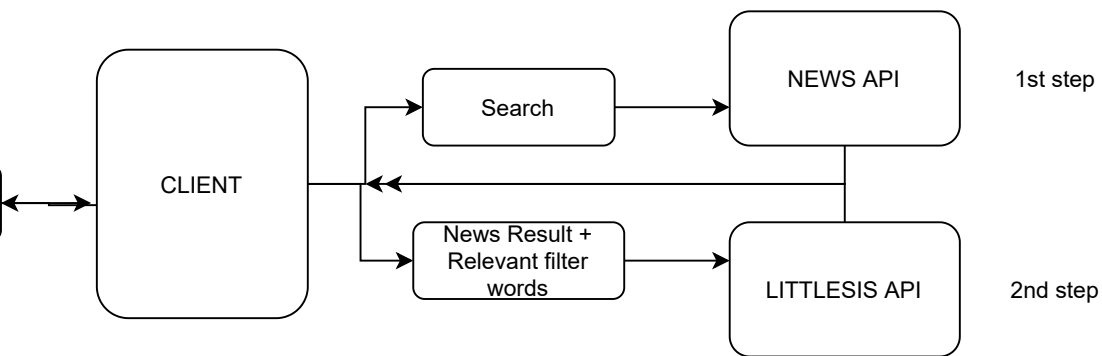 NEWS API
1st step
Search
CLIENT
News Result +
Relevant filter
words
LITTLESIS API
2nd step